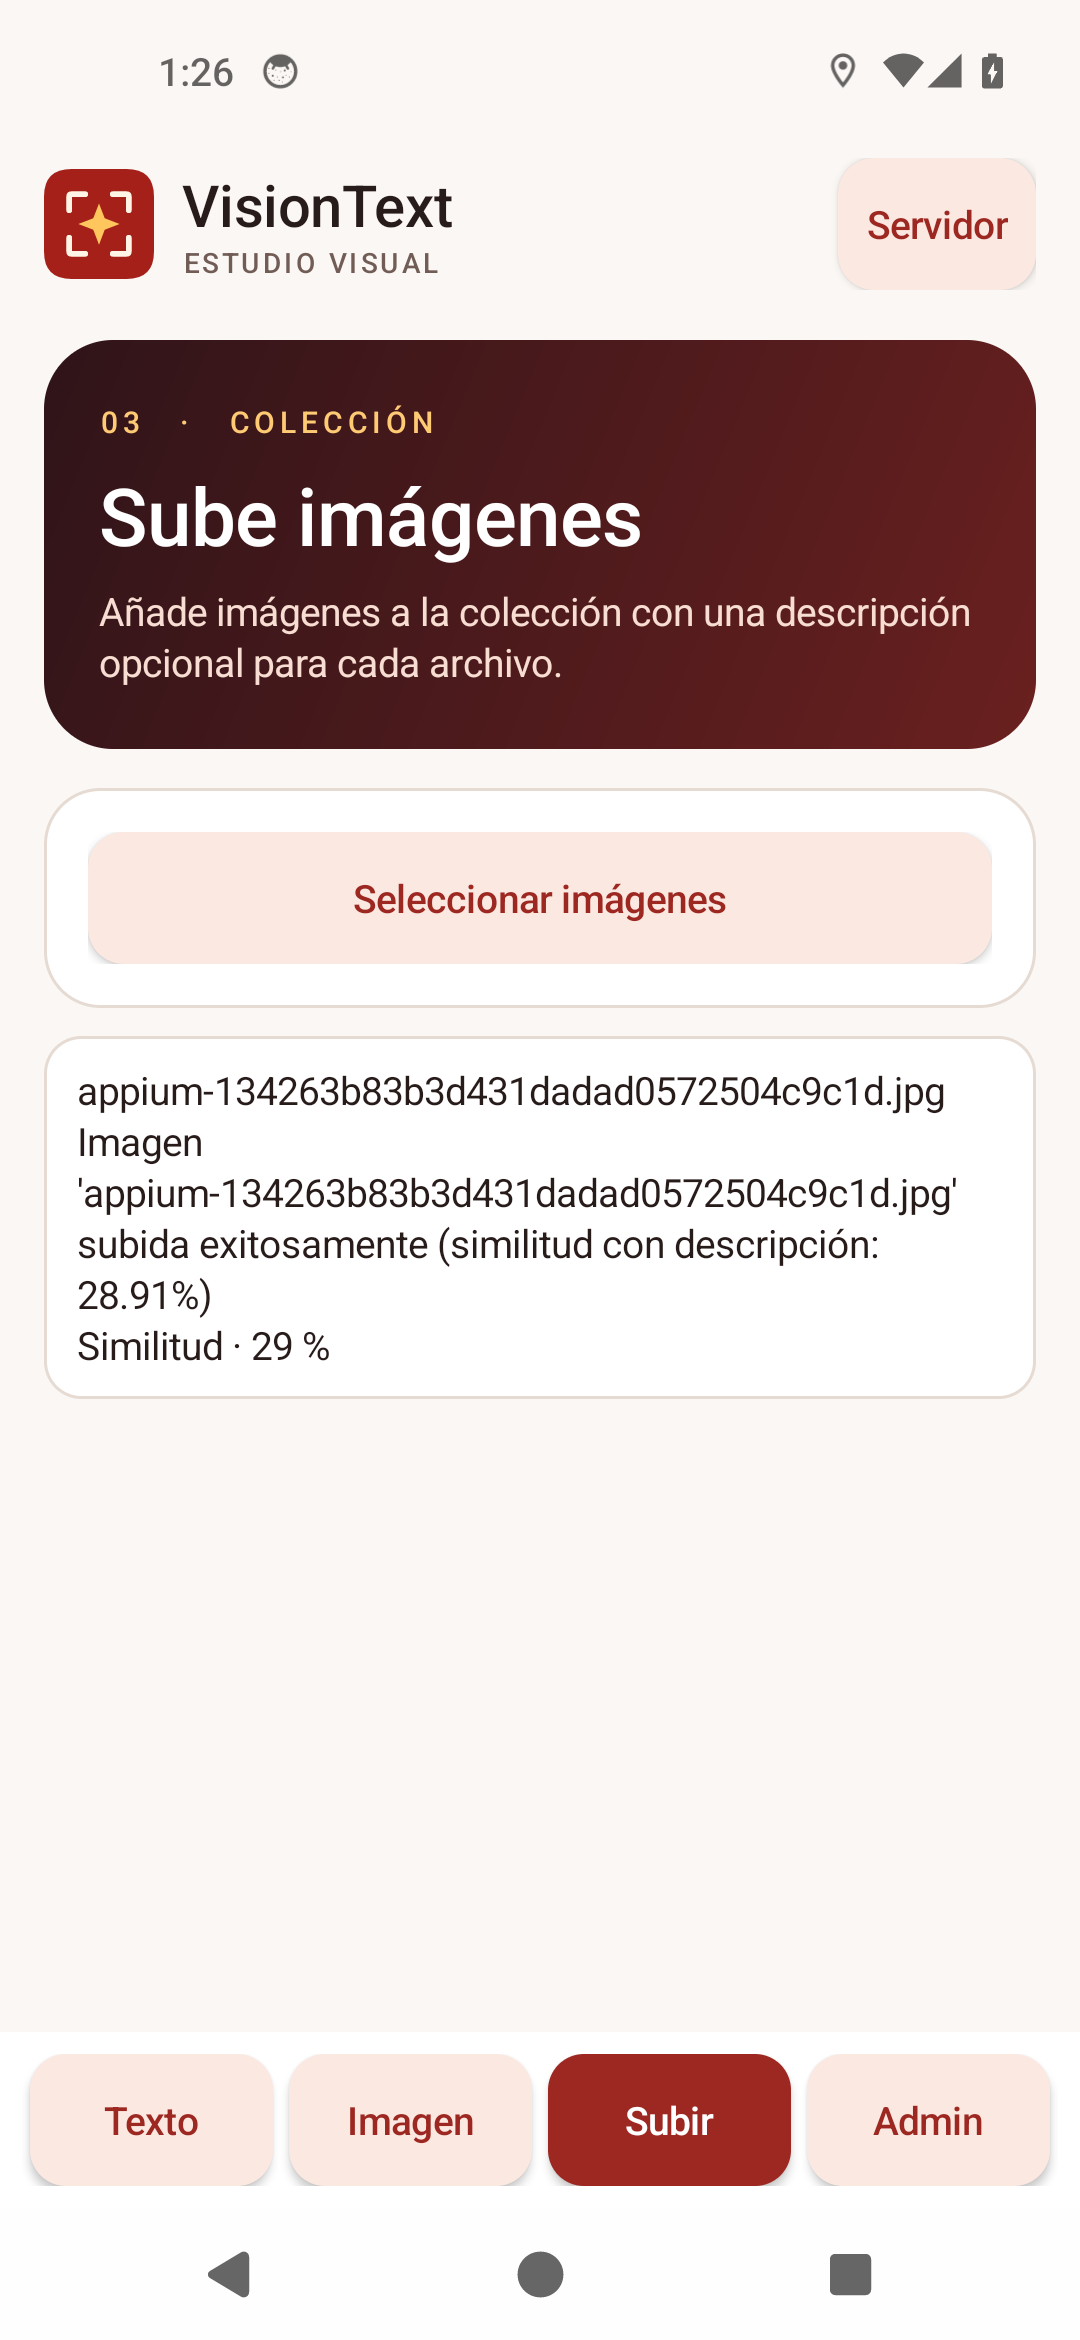 1:26
VisionText
ESTUDIO VISUAL
Servidor
03 · COLECCIÓN
Sube imágenes
Añade imágenes a la colección con una descripción
opcional para cada archivo.
Seleccionar imágenes
appium-134263b83b3d431dadad0572504c9c1d.jpg
Imagen
'appium-134263b83b3d431dadad0572504c9c1d.jpg'
subida exitosamente (similitud con descripción:
28.91%)
Similitud · 29 %
Texto
Imagen
Subir
Admin